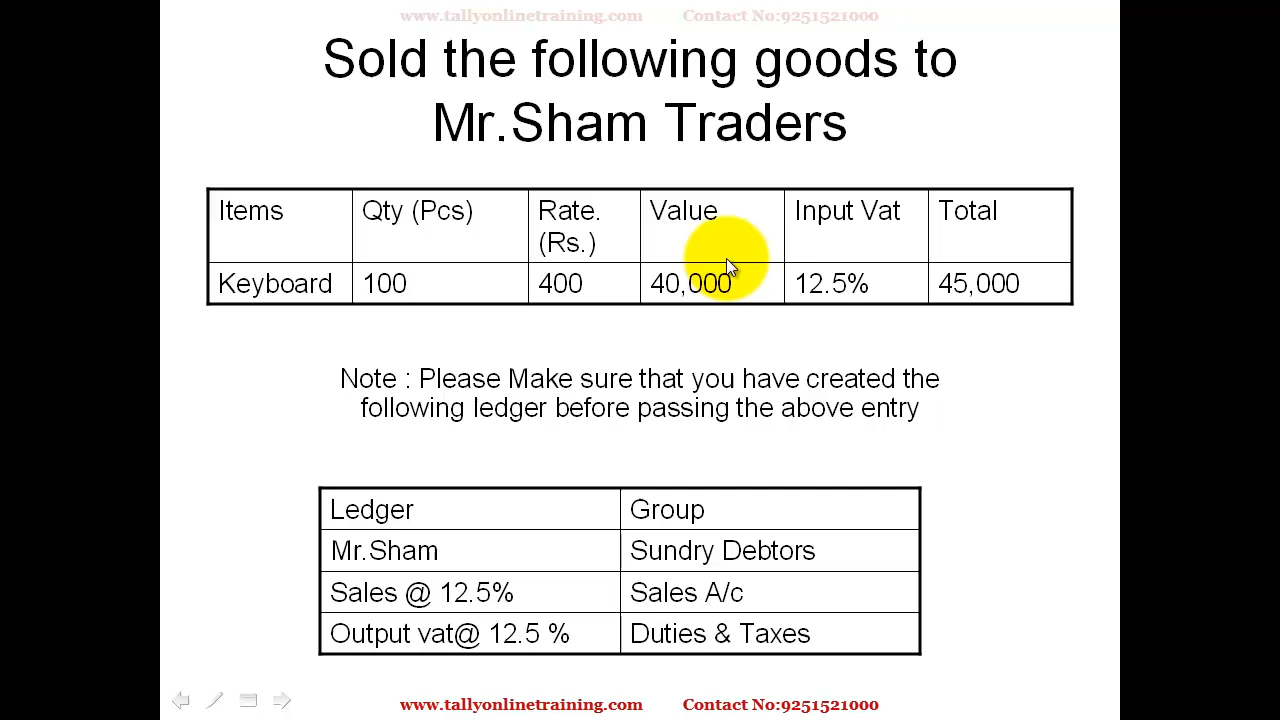 www.tallyonlinetraining.com Contact No:9251521000
Sold the following goods to
Mr.Sham Traders
Items Qty (Pcs) Rate. Value Input Vat Total
(Rs.)
Keyboard 100 400 40,000 12.5% 45,000
Note : Please Make sure that you have created the
following ledger before passing the above entry
Ledger Group
Mr.Sham Sundry Debtors
Sales @ 12.5% Sales A/c
Output vat@ 12.5 % Duties & Taxes
www.tallyonlinetraining.com Contact No:9251521000